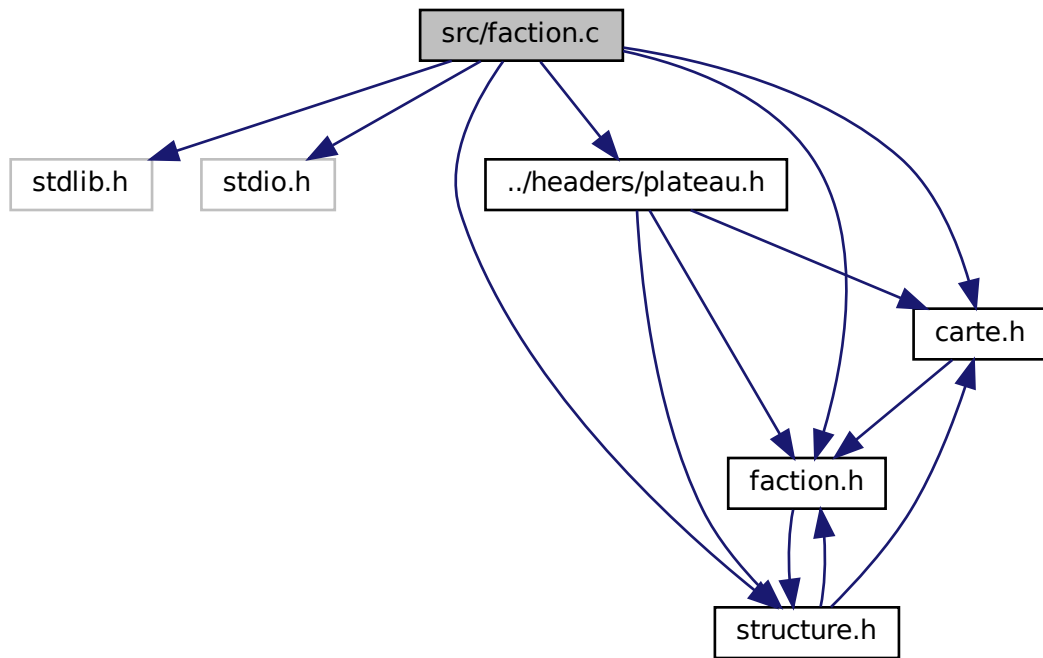 src/faction.c
stdlib.h
stdio.h
../headers/plateau.h
carte.h
faction.h
structure.h